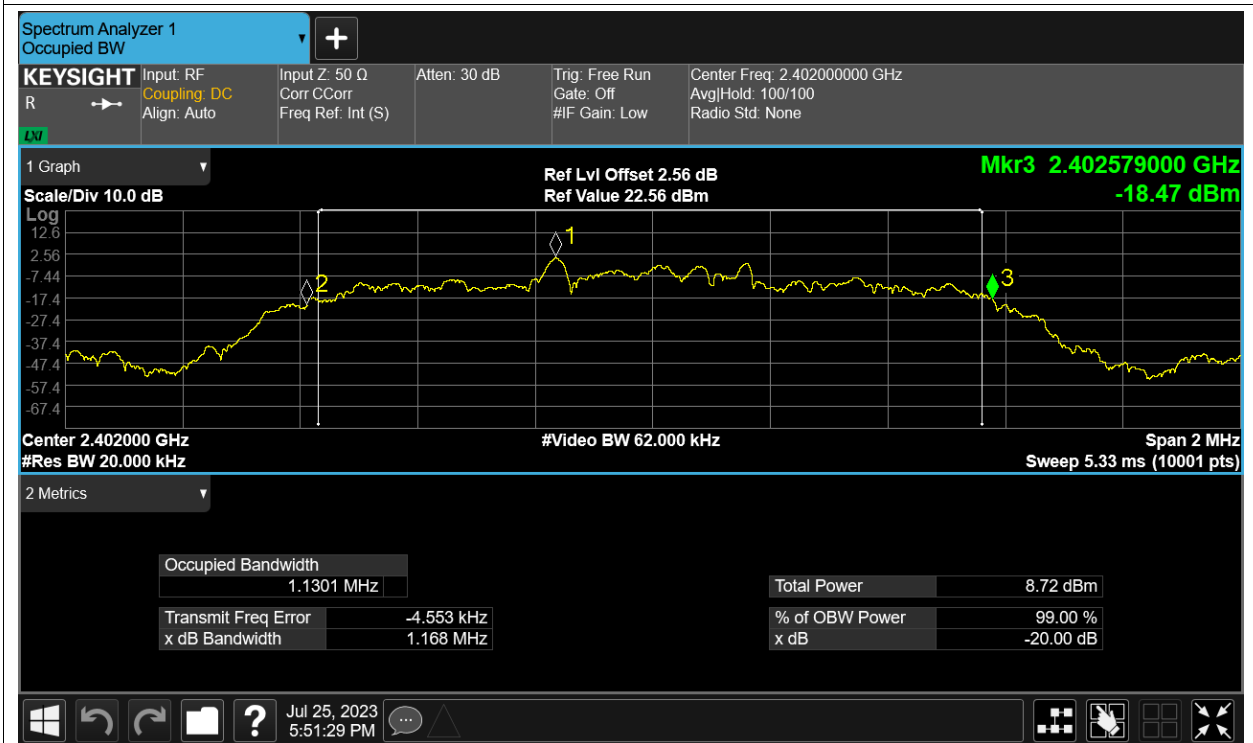 Spectrum Analyzer 1
Occupied BW
+
KEYSIGHT
R
LXI
Input: RF
Coupling: DC
Align: Auto
Input Z: 50 Ω
Corr CCorr
Freq Ref: Int (S)
Atten: 30 dB
Trig: Free Run
Gate: Off
#IF Gain: Low
Center Freq: 2.402000000 GHz
Avg|Hold: 100/100
Radio Std: None
1 Graph
Scale/Div 10.0 dB
Ref Lvl Offset 2.56 dB
Ref Value 22.56 dBm
Mkr3 2.402579000 GHz
-18.47 dBm
Log
12.6
2.56
-7.44
-17.4
-27.4
-37.4
-47.4
-57.4
-67.4
1
2
3
Center 2.402000 GHz
#Res BW 20.000 kHz
#Video BW 62.000 kHz
Span 2 MHz
Sweep 5.33 ms (10001 pts)
2 Metrics
Occupied Bandwidth
1.1301 MHz
Transmit Freq Error -4.553 kHz
x dB Bandwidth 1.168 MHz
Total Power 8.72 dBm
% of OBW Power 99.00 %
x dB -20.00 dB
?
Jul 25, 2023
5:51:29 PM